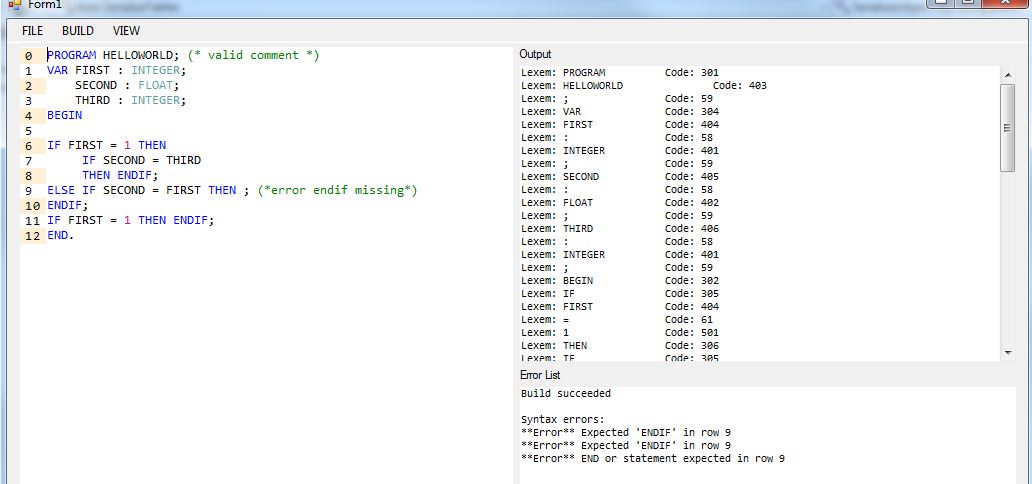 Form1
FILE BUILD VIEW
0 PROGRAM HELLOWORLD; (* valid comment *)
1 VAR FIRST : INTEGER;
2 SECOND : FLOAT;
3 THIRD : INTEGER;
4 BEGIN
5
6 IF FIRST = 1 THEN
7 IF SECOND = THIRD
8 THEN ENDIF;
9 ELSE IF SECOND = FIRST THEN ; (*error endif missing*)
10 ENDIF;
11 IF FIRST = 1 THEN ENDIF;
12 END.
Output
Lexem: PROGRAM Code: 301
Lexem: HELLOWORLD Code: 403
Lexem: ; Code: 59
Lexem: VAR Code: 304
Lexem: FIRST Code: 404
Lexem: : Code: 58
Lexem: INTEGER Code: 401
Lexem: ; Code: 59
Lexem: SECOND Code: 405
Lexem: : Code: 58
Lexem: FLOAT Code: 402
Lexem: ; Code: 59
Lexem: THIRD Code: 406
Lexem: : Code: 58
Lexem: INTEGER Code: 401
Lexem: ; Code: 59
Lexem: BEGIN Code: 302
Lexem: IF Code: 305
Lexem: FIRST Code: 404
Lexem: = Code: 61
Lexem: 1 Code: 501
Lexem: THEN Code: 306
Lexem: IF Code: 305
Error List
Build succeeded
Syntax errors:
**Error** Expected 'ENDIF' in row 9
**Error** Expected 'ENDIF' in row 9
**Error** END or statement expected in row 9